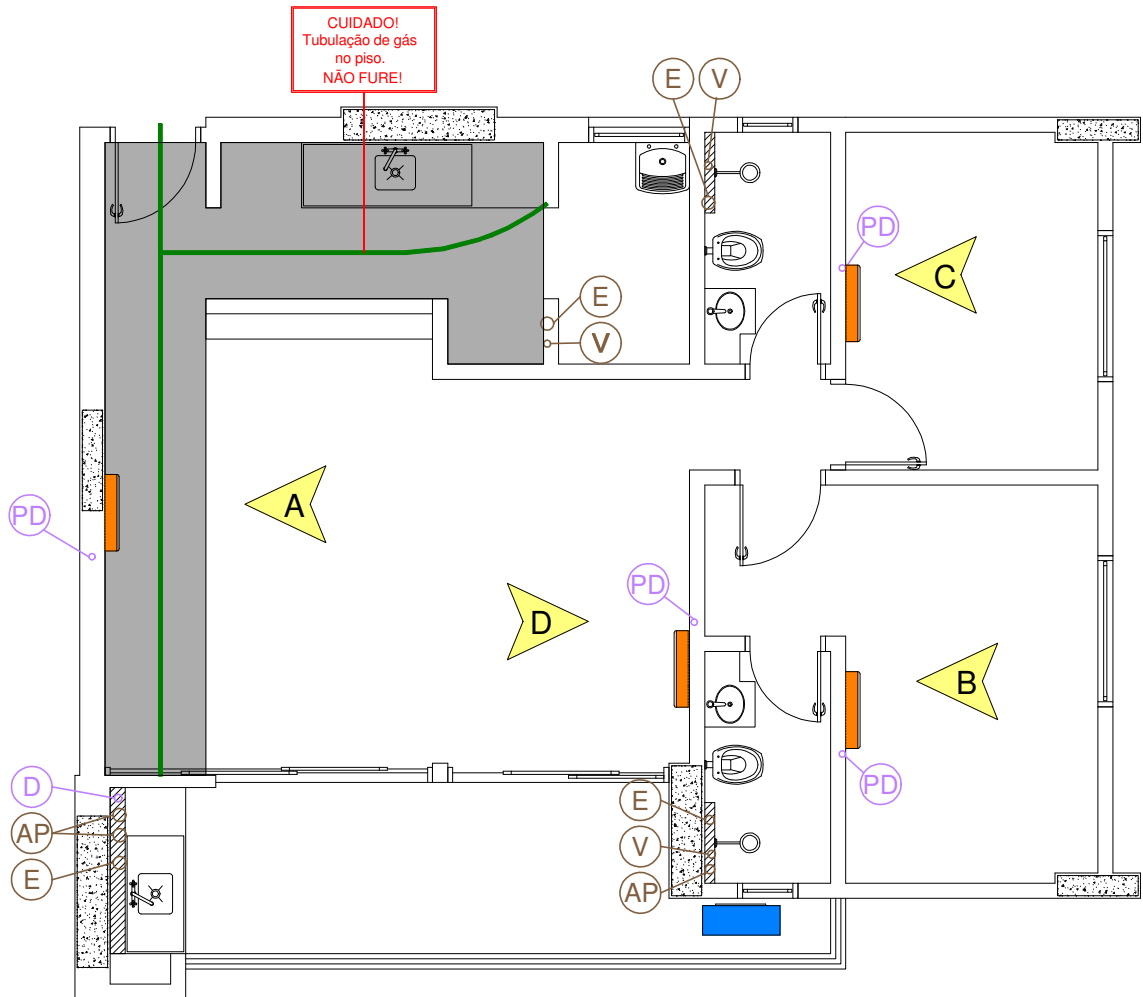 CUIDADO!
Tubulação de gás
no piso.
NÃO FURE!
E
V
PD
C
E
V
A
PD
PD
D
B
D
PD
E
AP
V
E
AP